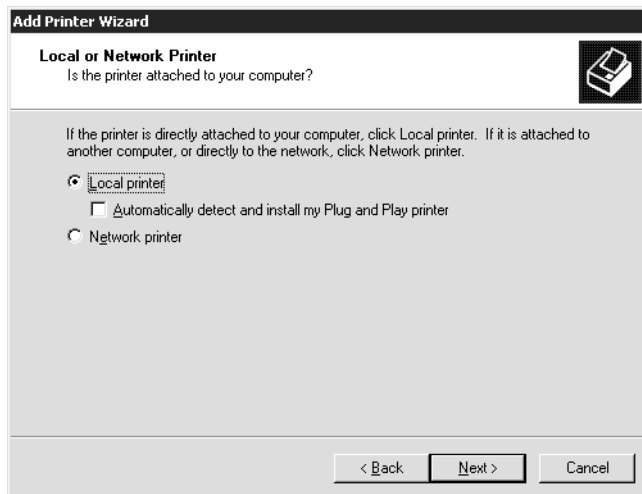 Add Printer Wizard
Local or Network Printer
Is the printer attached to your computer?
If the printer is directly attached to your computer, click Local printer. If it is attached to
another computer, or directly to the network, click Network printer.
Local printer
Automatically detect and install my Plug and Play printer
Network printer
< Back Next > Cancel